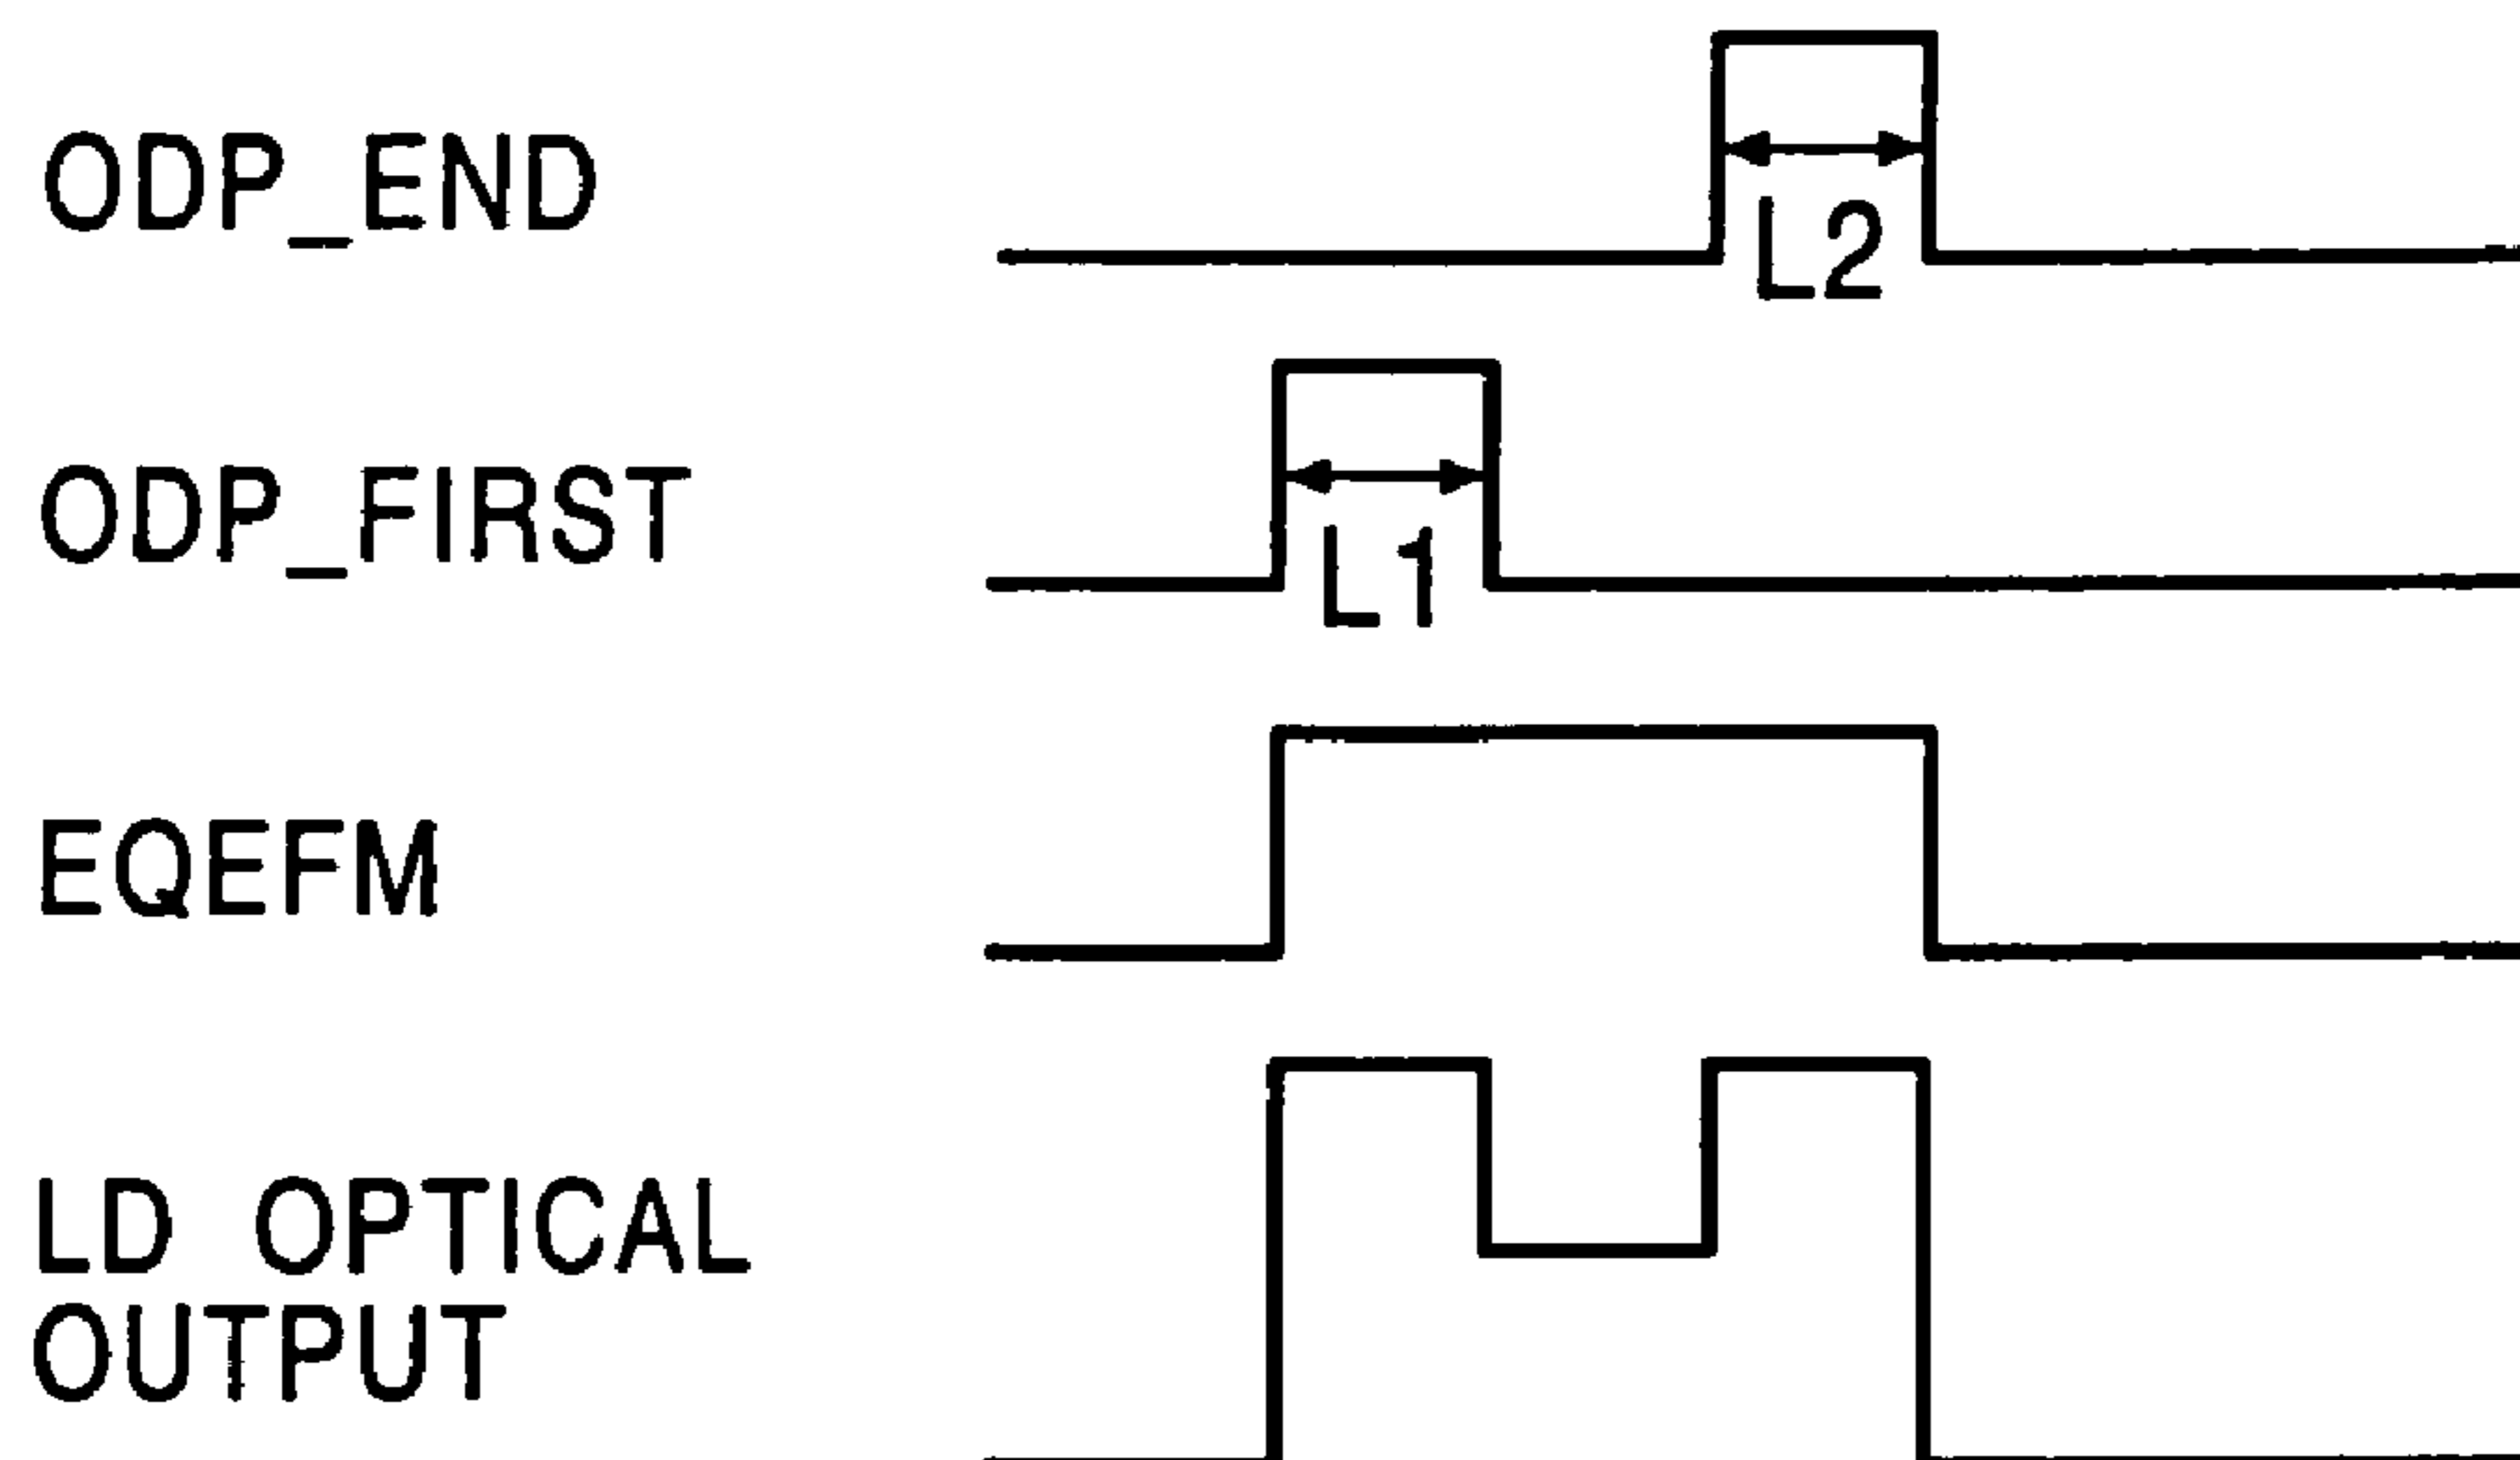 ODP_END
L2
ODP_FIRST
L1
EQEFM
LD OPTICAL
OUTPUT